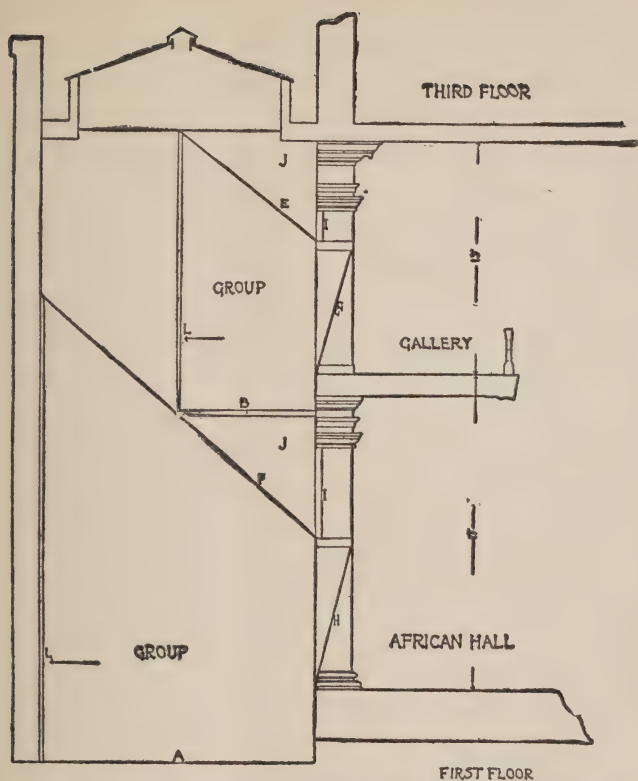 THIRD FLOOR
J
E
I
GROUP
G
L
GALLERY
B
J
F
I
H
L
GROUP
AFRICAN HALL
A
FIRST FLOOR